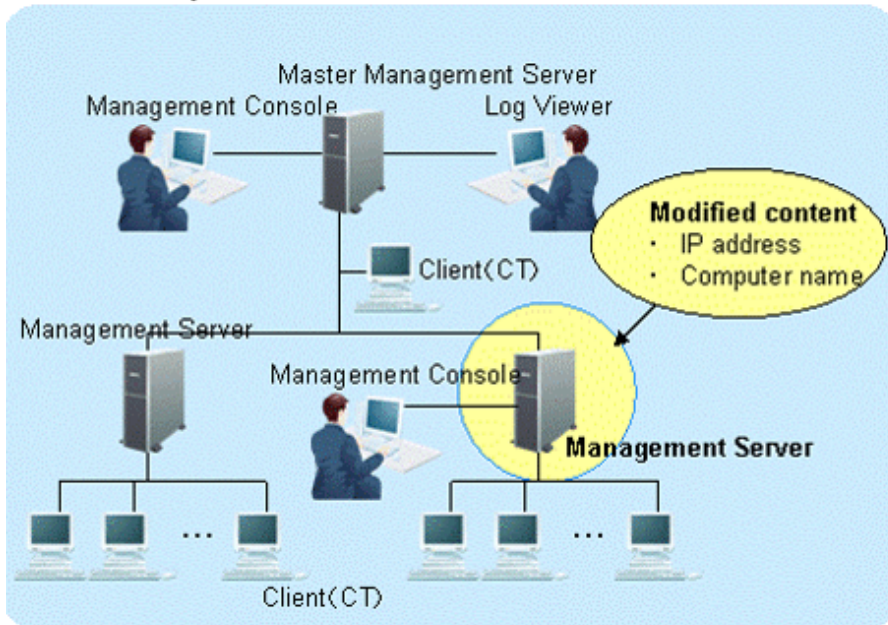 Master Management Server
Management Console
Log Viewer
Modified content
・ IP address
・ Computer name
Client(CT)
Management Server
Management Console
Management Server
...
...
Client(CT)